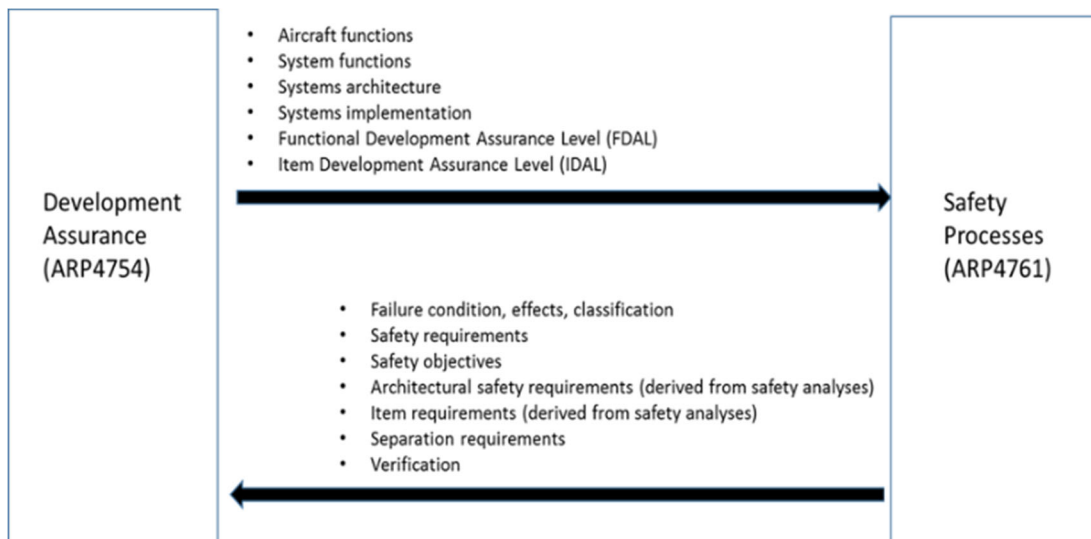 • Aircraft functions
• System functions
• Systems architecture
• Systems implementation
• Functional Development Assurance Level (FDAL)
• Item Development Assurance Level (IDAL)
Development
Assurance
(ARP4754)
Safety
Processes
(ARP4761)
• Failure condition, effects, classification
• Safety requirements
• Safety objectives
• Architectural safety requirements (derived from safety analyses)
• Item requirements (derived from safety analyses)
• Separation requirements
• Verification